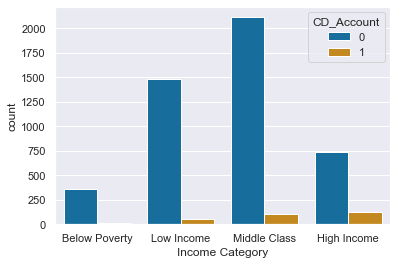 CD_Account
0
1
2000
1750
1500
1250
1000
750
500
250
0
count
Below Poverty
Low Income
Middle Class
High Income
Income Category